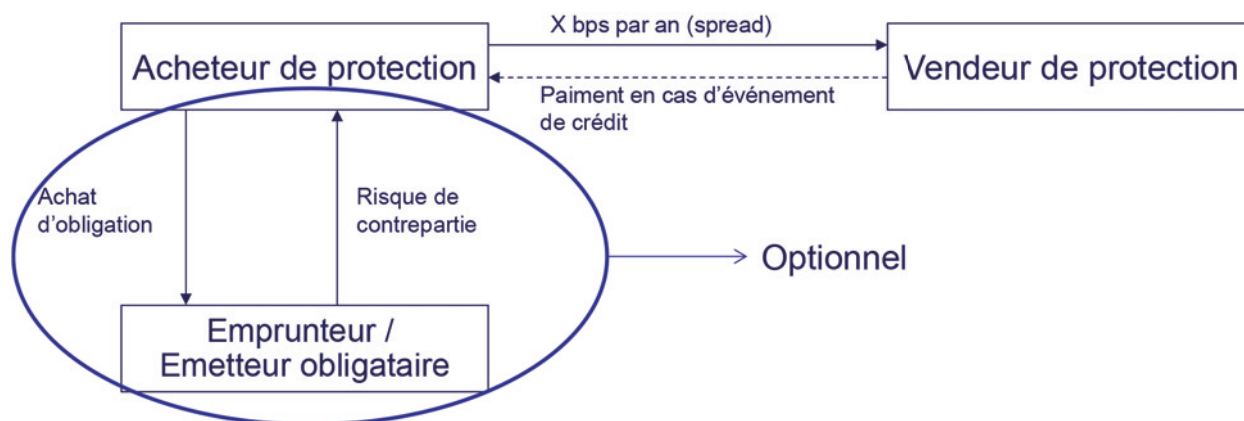 X bps par an (spread)
Acheteur de protection
Vendeur de protection
Paiment en cas d'événement
de crédit
Achat
d'obligation
Risque de
contrepartie
Optionnel
Emprunteur /
Emetteur obligataire